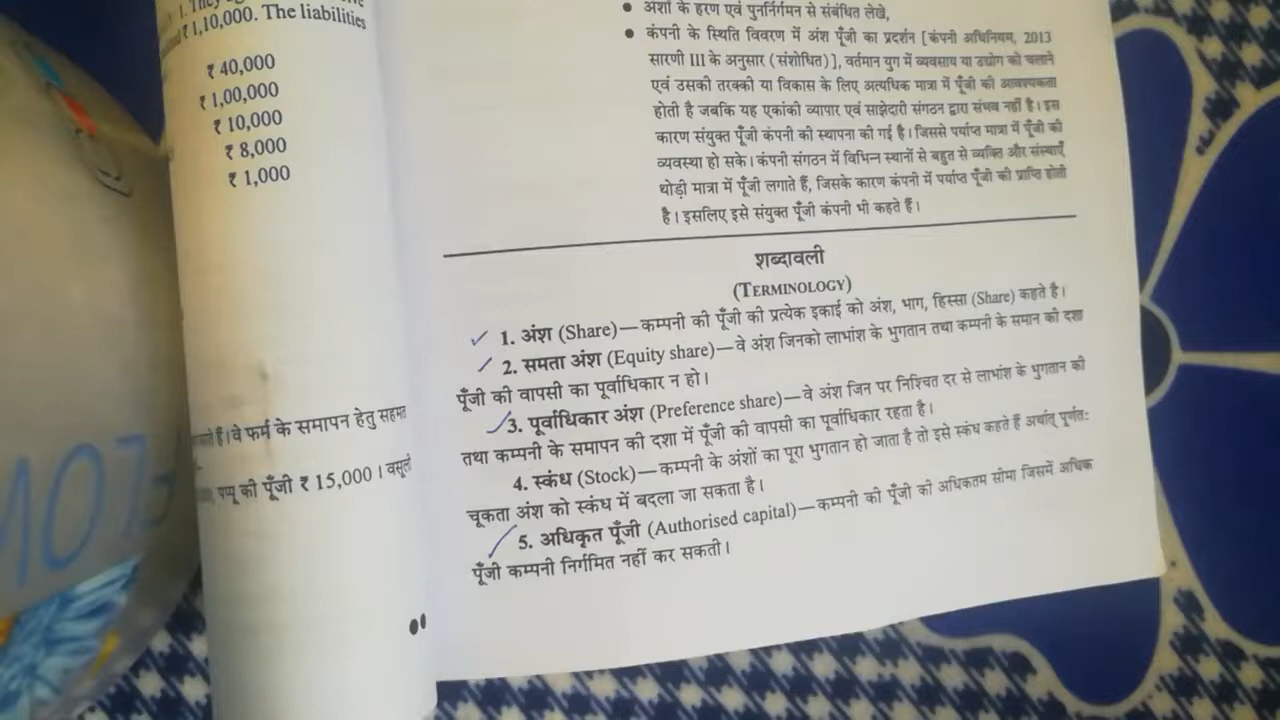 1. They
₹ 1,10,000. The liabilities
₹ 40,000
₹ 1,00,000
₹ 10,000
₹ 8,000
₹ 1,000
हैं। वे फर्म के समापन हेतु सहमत
पप्पू की पूँजी ₹ 15,000 । वसूली
107
• अंशों के हरण एवं पुनर्निर्गमन से संबंधित लेखे,
• कंपनी के स्थिति विवरण में अंश पूँजी का प्रदर्शन [कंपनी अधिनियम, 2013
सारणी III के अनुसार (संशोधित)], वर्तमान युग में व्यवसाय या उद्योग को चलाने
एवं उसकी तरक्की या विकास के लिए अत्यधिक मात्रा में पूँजी की आवश्यकता
होती है जबकि यह एकांकी व्यापार एवं साझेदारी संगठन द्वारा संभव नहीं है। इस
कारण संयुक्त पूँजी कंपनी की स्थापना की गई है। जिससे पर्याप्त मात्रा में पूँजी की
व्यवस्था हो सके। कंपनी संगठन में विभिन्न स्थानों से बहुत से व्यक्ति और संस्थाएँ
थोड़ी मात्रा में पूँजी लगाते हैं, जिसके कारण कंपनी में पर्याप्त पूँजी की प्राप्ति होती
है। इसलिए इसे संयुक्त पूँजी कंपनी भी कहते हैं।
शब्दावली
(TERMINOLOGY)
1. अंश (Share)—कम्पनी की पूँजी की प्रत्येक इकाई को अंश, भाग, हिस्सा (Share) कहते है।
2. समता अंश (Equity share)—वे अंश जिनको लाभांश के भुगतान तथा कम्पनी के समान की दशा
पूँजी की वापसी का पूर्वाधिकार न हो।
3. पूर्वाधिकार अंश (Preference share)—वे अंश जिन पर निश्चित दर से लाभांश के भुगतान की
तथा कम्पनी के समापन की दशा में पूँजी की वापसी का पूर्वाधिकार रहता है।
4. स्कंध (Stock)—कम्पनी के अंशों का पूरा भुगतान हो जाता है तो इसे स्कंध कहते हैं अर्थात् पूर्णत:
चूकता अंश को स्कंध में बदला जा सकता है।
5. अधिकृत पूँजी (Authorised capital)—कम्पनी की पूँजी की अधिकतम सीमा जिसमें अधिक
पूँजी कम्पनी निर्गमित नहीं कर सकती।